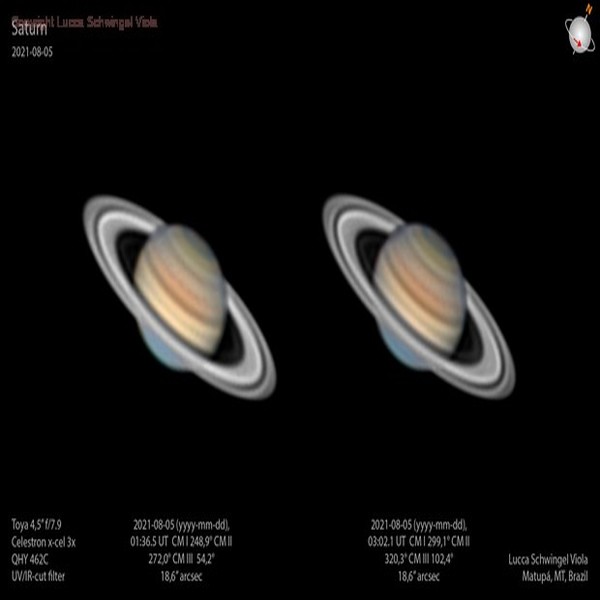 Copyright Lucca Schwingel Viola
Saturn
2021-08-05
N
Toya 4,5" f/7.9
Celestron x-cel 3x
QHY 462C
UV/IR-cut filter
2021-08-05 (yyyy-mm-dd),
01:36.5 UT CM I 248,9° CM II
272,0° CM III 54,2°
18,6" arcsec
2021-08-05 (yyyy-mm-dd),
03:02.1 UT CM I 299,1° CM II
320,3° CM III 102,4°
18,6" arcsec
Lucca Schwingel Viola
Matupá, MT, Brazil